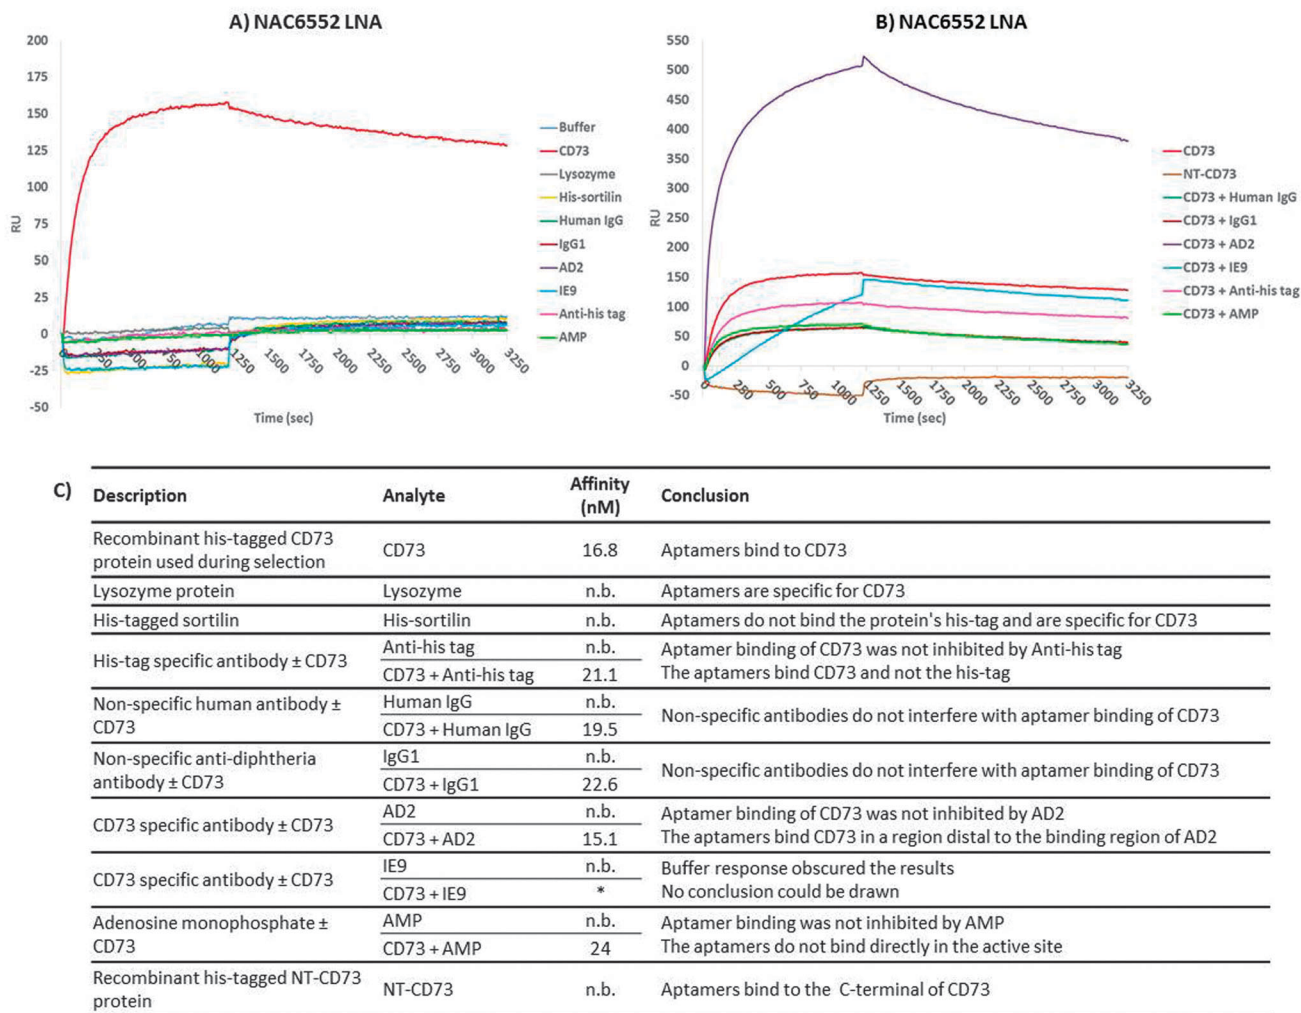 A) NAC6552 LNA
200
175
150
125
100
75
50
25
0
-25
-50
RU
0
250
500
750
1000
1250
1500
1750
2000
2250
2500
2750
3000
3250
Time (sec)
Buffer
CD73
Lysozyme
His-sortilin
Human IgG
IgG1
AD2
IE9
Anti-his tag
AMP
B) NAC6552 LNA
550
500
450
400
350
300
250
200
150
100
50
0
-50
RU
0
280
500
750
1000
1250
1500
1750
2000
2250
2500
2750
3000
3250
Time (sec)
CD73
NT-CD73
CD73 + Human IgG
CD73 + IgG1
CD73 + AD2
CD73 + IE9
CD73 + Anti-his tag
CD73 + AMP
C)
Description Analyte Affinity (nM) Conclusion
Recombinant his-tagged CD73
protein used during selection
CD73 16.8 Aptamers bind to CD73
Lysozyme protein Lysozyme n.b. Aptamers are specific for CD73
His-tagged sortilin His-sortilin n.b. Aptamers do not bind the protein's his-tag and are specific for CD73
His-tag specific antibody ± CD73
Anti-his tag n.b.
CD73 + Anti-his tag 21.1
Aptamer binding of CD73 was not inhibited by Anti-his tag
The aptamers bind CD73 and not the his-tag
Non-specific human antibody ±
CD73
Human IgG n.b.
CD73 + Human IgG 19.5
Non-specific antibodies do not interfere with aptamer binding of CD73
Non-specific anti-diphtheria
antibody ± CD73
IgG1 n.b.
CD73 + IgG1 22.6
Non-specific antibodies do not interfere with aptamer binding of CD73
CD73 specific antibody ± CD73
AD2 n.b.
CD73 + AD2 15.1
Aptamer binding of CD73 was not inhibited by AD2
The aptamers bind CD73 in a region distal to the binding region of AD2
CD73 specific antibody ± CD73
IE9 n.b.
CD73 + IE9 *
Buffer response obscured the results
No conclusion could be drawn
Adenosine monophosphate ±
CD73
AMP n.b.
CD73 + AMP 24
Aptamer binding was not inhibited by AMP
The aptamers do not bind directly in the active site
Recombinant his-tagged NT-CD73
protein
NT-CD73 n.b. Aptamers bind to the C-terminal of CD73